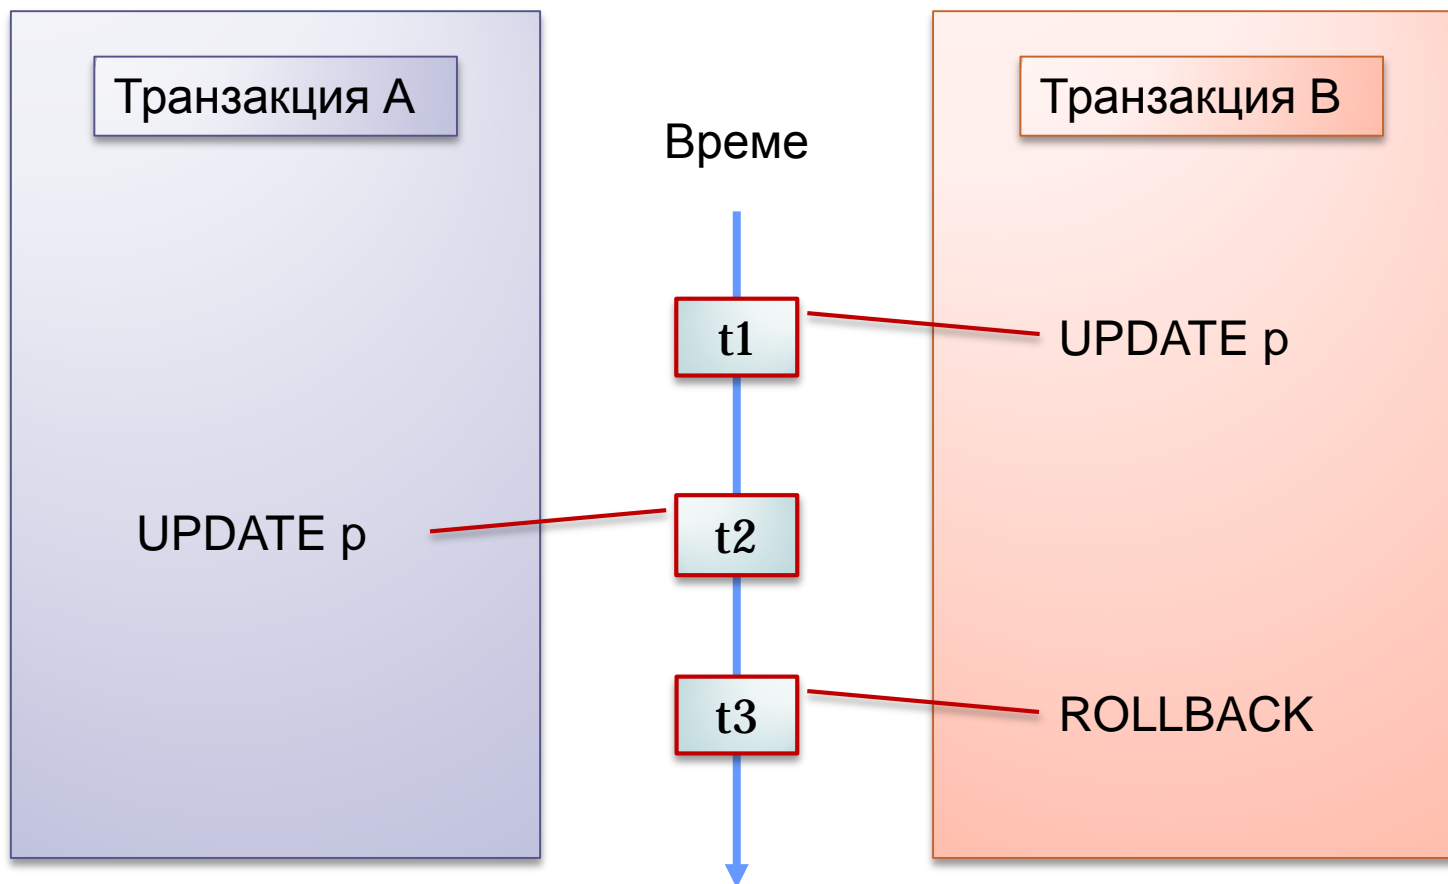 Транзакция A
Време
Транзакция B
t1
UPDATE p
UPDATE p
t2
t3
ROLLBACK